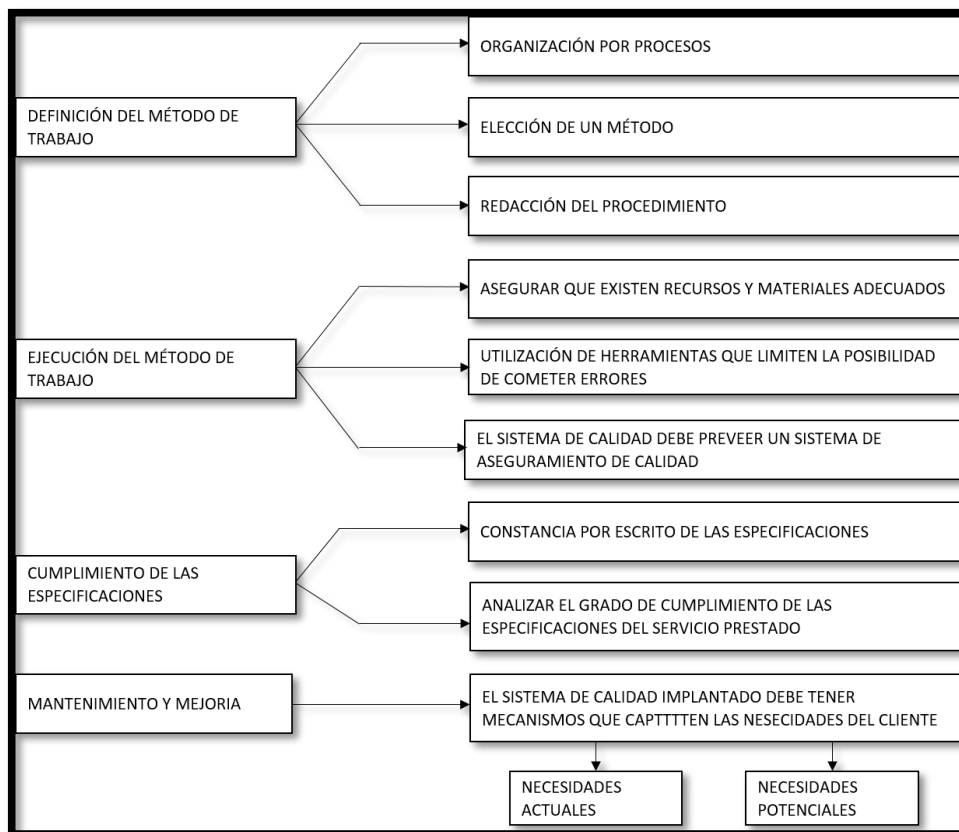 ORGANIZACIÓN POR PROCESOS
DEFINICIÓN DEL MÉTODO DE
TRABAJO
ELECCIÓN DE UN MÉTODO
REDACCIÓN DEL PROCEDIMIENTO
ASEGURAR QUE EXISTEN RECURSOS Y MATERIALES ADECUADOS
EJECUCIÓN DEL MÉTODO DE
TRABAJO
UTILIZACIÓN DE HERRAMIENTAS QUE LIMITEN LA POSIBILIDAD
DE COMETER ERRORES
EL SISTEMA DE CALIDAD DEBE PREVEER UN SISTEMA DE
ASEGURAMIENTO DE CALIDAD
CONSTANCIA POR ESCRITO DE LAS ESPECIFICACIONES
CUMPLIMIENTO DE LAS
ESPECIFICACIONES
ANALIZAR EL GRADO DE CUMPLIMIENTO DE LAS
ESPECIFICACIONES DEL SERVICIO PRESTADO
MANTENIMIENTO Y MEJORIA
EL SISTEMA DE CALIDAD IMPLANTADO DEBE TENER
MECANISMOS QUE CAPTTTTEN LAS NESECIDADES DEL CLIENTE
NECESIDADES
ACTUALES
NECESIDADES
POTENCIALES